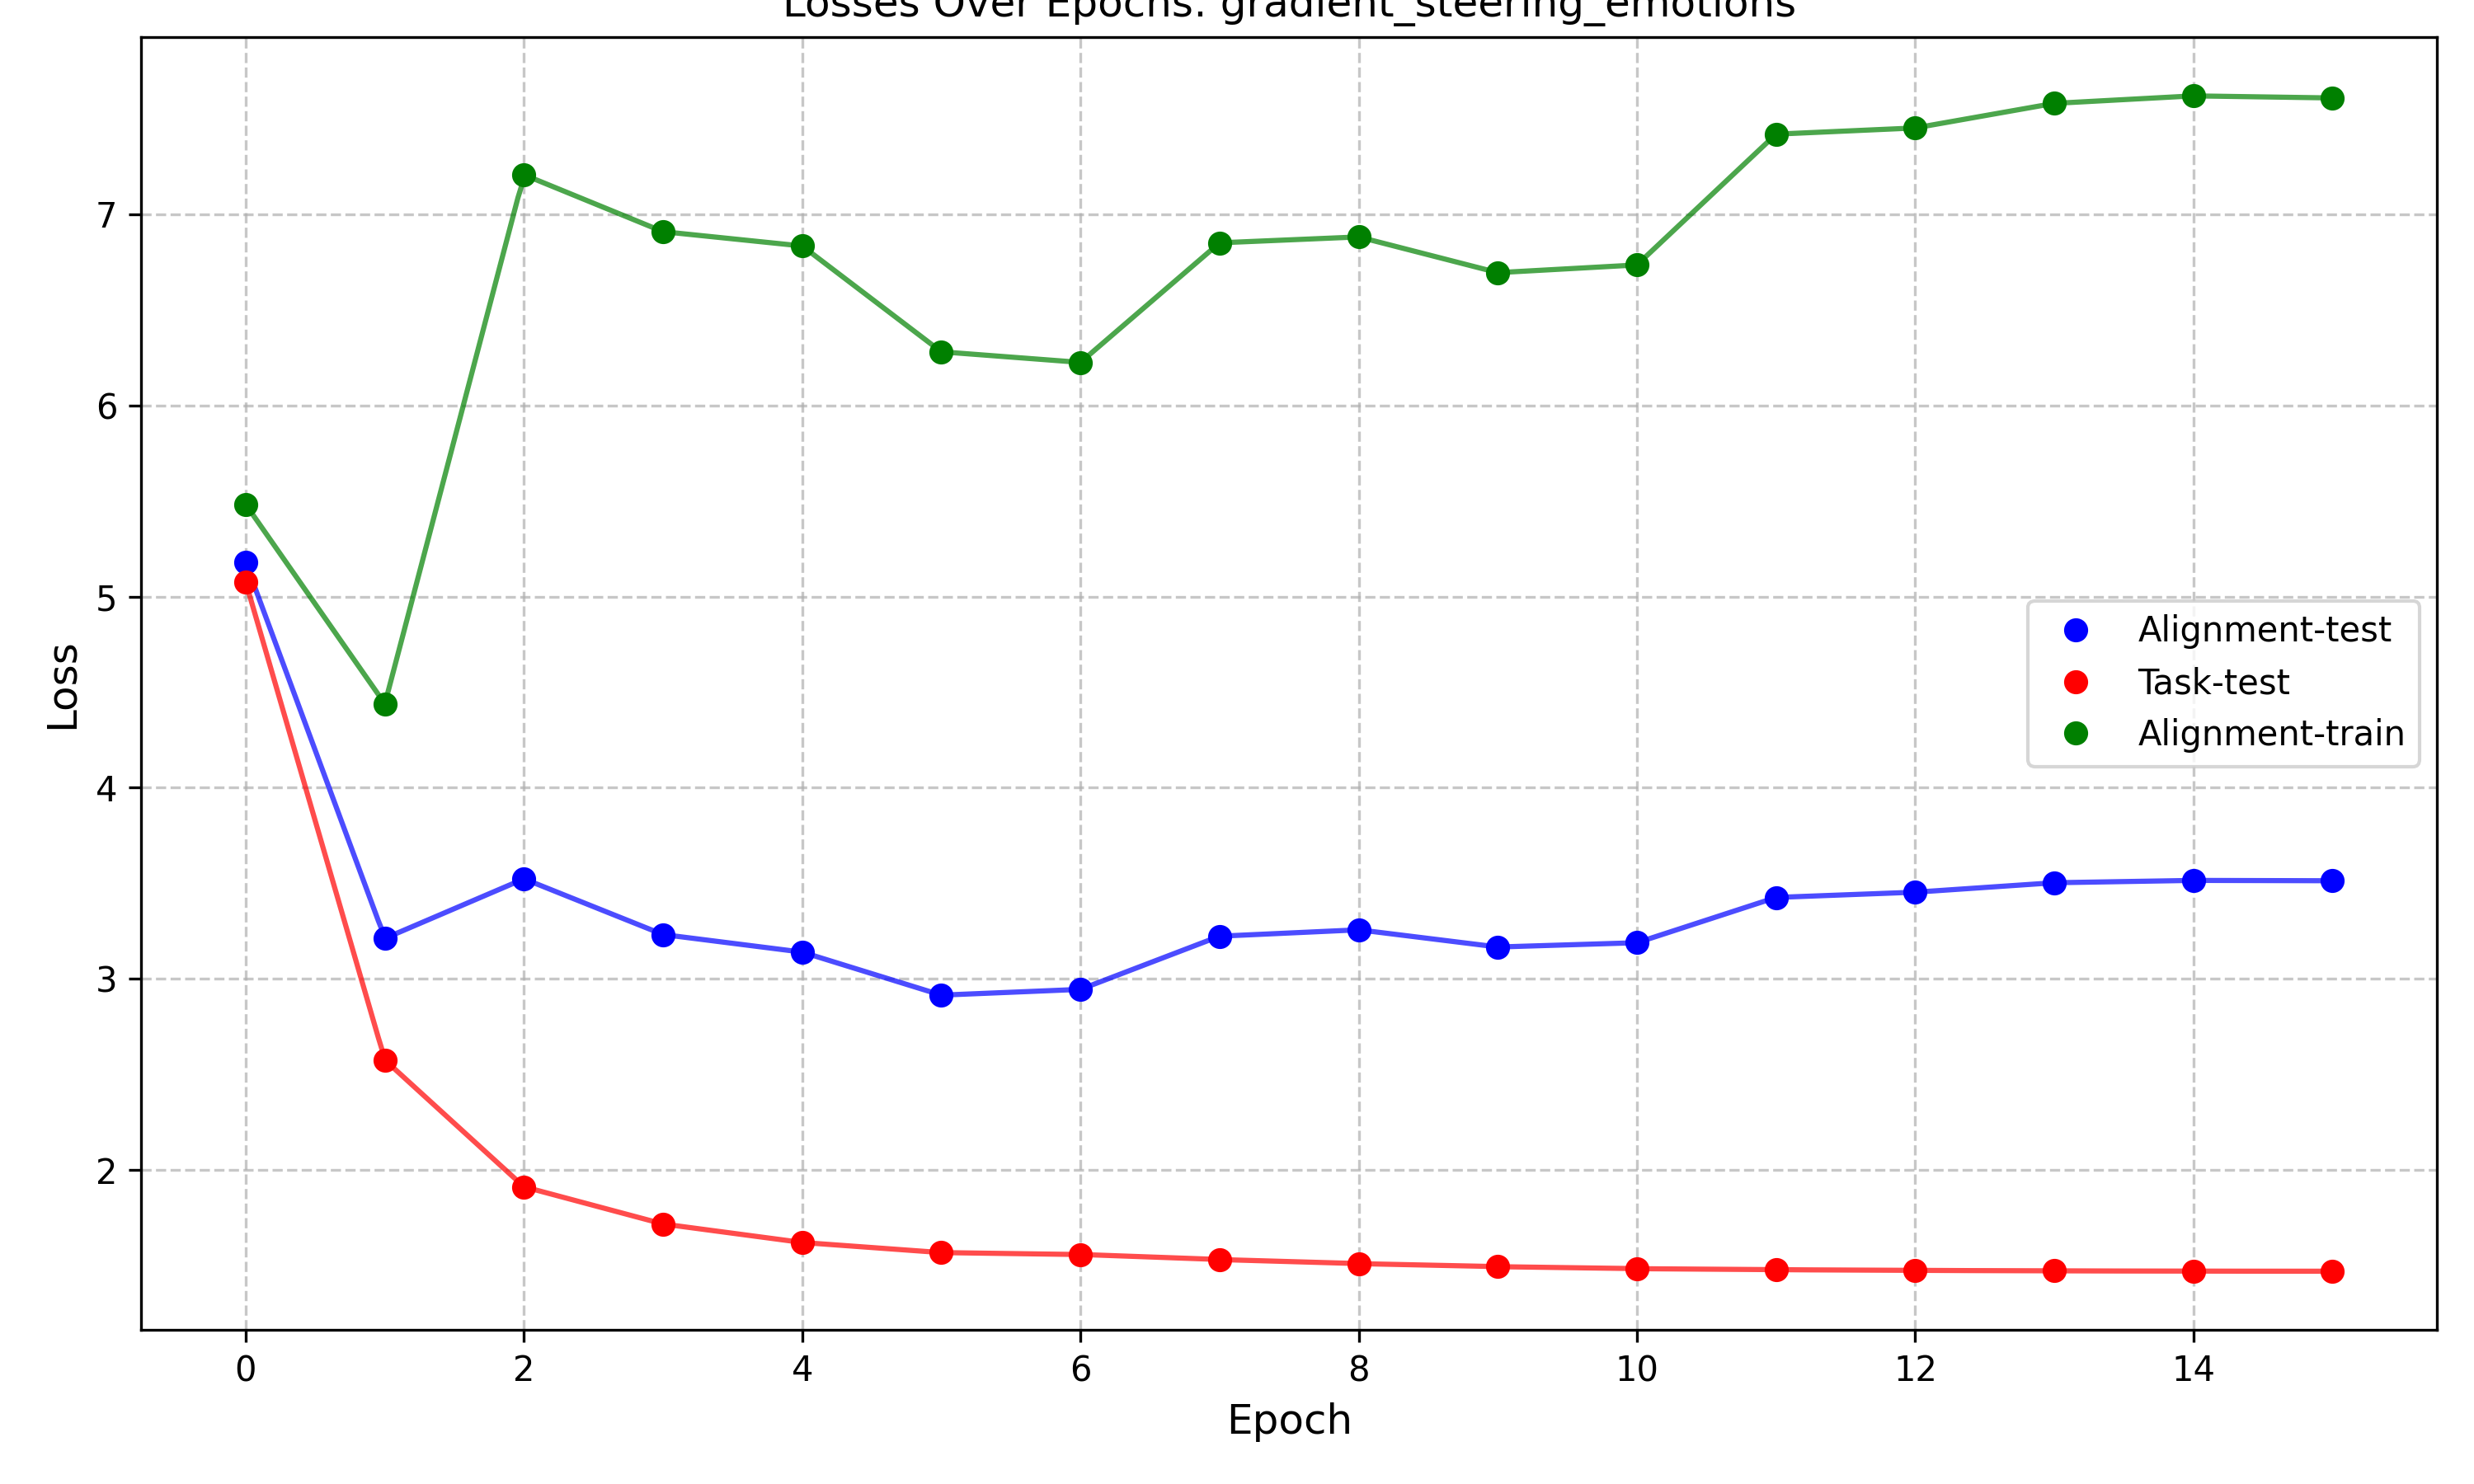 Losses Over Epochs: gradient_steering_emotions
Loss
7
6
5
4
3
2
Alignment-test
Task-test
Alignment-train
0 2 4 6 8 10 12 14
Epoch